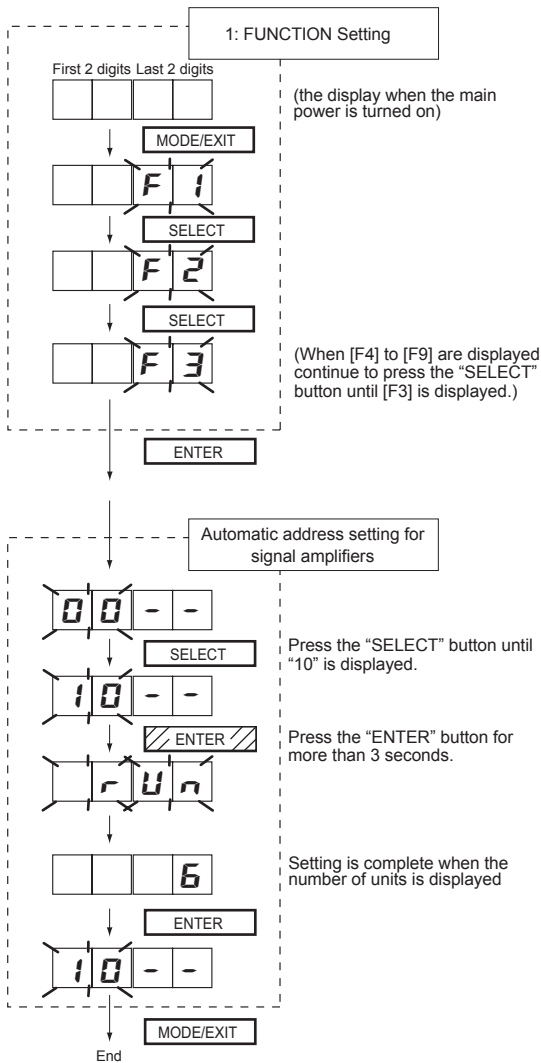 1: FUNCTION Setting
First 2 digits Last 2 digits
(the display when the main
power is turned on)
MODE/EXIT
F 1
SELECT
F 2
SELECT
F 3
(When [F4] to [F9] are displayed
continue to press the “SELECT”
button until [F3] is displayed.)
ENTER
Automatic address setting for
signal amplifiers
0 0 - -
SELECT
Press the “SELECT” button until
“10” is displayed.
1 0 - -
ENTER
Press the “ENTER” button for
more than 3 seconds.
r U n
6
Setting is complete when the
number of units is displayed
ENTER
1 0 - -
MODE/EXIT
End